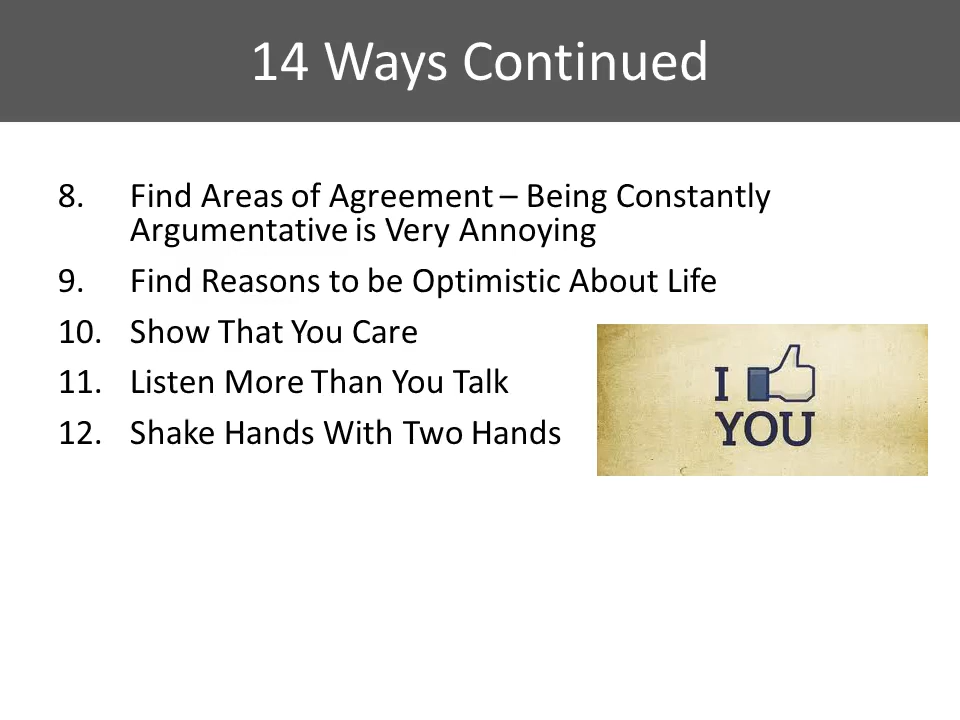 14 Ways Continued
8. Find Areas of Agreement – Being Constantly
Argumentative is Very Annoying
9. Find Reasons to be Optimistic About Life
10. Show That You Care
11. Listen More Than You Talk
12. Shake Hands With Two Hands
I
YOU